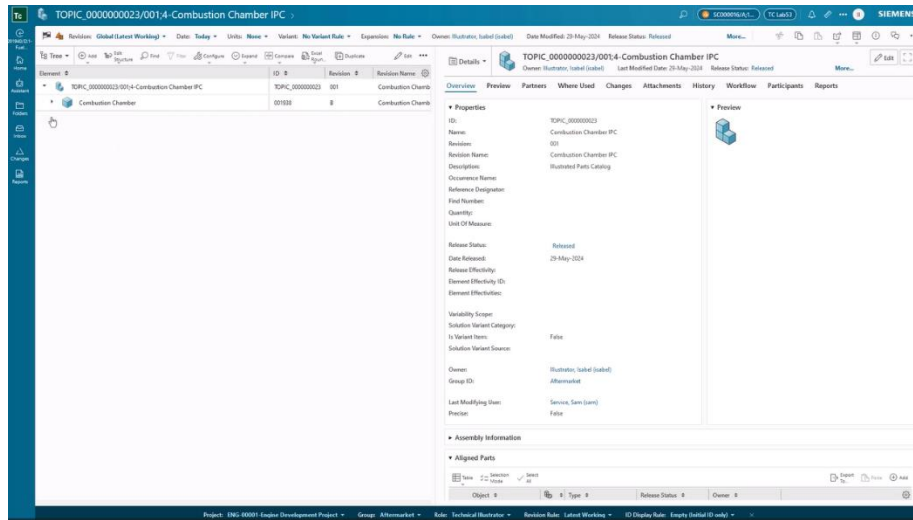 Tc TOPIC_0000000023/001;4-Combustion Chamber IPC SC000016/A;1... TC Lab53 SIEMENS
Revision: Global (Latest Working) Date: Today Units: None Variant: No Variant Rule Expansion: No Rule Owner: Illustrator, Isabel (isabel) Date Modified: 29-May-2024 Release Status: Released More...
Home
Assistant
Folders
Inbox
Changes
Reports
Tree Add Edit Structure Find Filter Configure Expand Compare Excel Duplicate Edit
Element ID Revision Revision Name
TOPIC_0000000023/001;4-Combustion Chamber IPC TOPIC_0000000023 001 Combustion Chamb
Combustion Chamber 001930 B Combustion Chamb
Details TOPIC_0000000023/001;4-Combustion Chamber IPC Edit
Owner: Illustrator, Isabel (isabel) Last Modified Date: 29-May-2024 Release Status: Released More...
Overview Preview Partners Where Used Changes Attachments History Workflow Participants Reports
Properties
ID: TOPIC_0000000023
Name: Combustion Chamber IPC
Revision: 001
Revision Name: Combustion Chamber IPC
Description: Illustrated Parts Catalog
Occurrence Name:
Reference Designator:
Find Number:
Quantity:
Unit Of Measure:
Release Status: Released
Date Released: 29-May-2024
Release Effectivity:
Element Effectivity ID:
Element Effectivities:
Variability Scope:
Solution Variant Category:
Is Variant Item: False
Solution Variant Source:
Owner: Illustrator, Isabel (isabel)
Group ID: Aftermarket
Last Modifying User: Service, Sam (sam)
Precise: False
Preview
Assembly Information
Aligned Parts
Table Selection Mode Select All Export To... Paste Add
Object Type Release Status Owner
Project: ENG-00001-Engine Development Project Group: Aftermarket Role: Technical Illustrator Revision Rule: Latest Working ID Display Rule: Empty (Initial ID only)